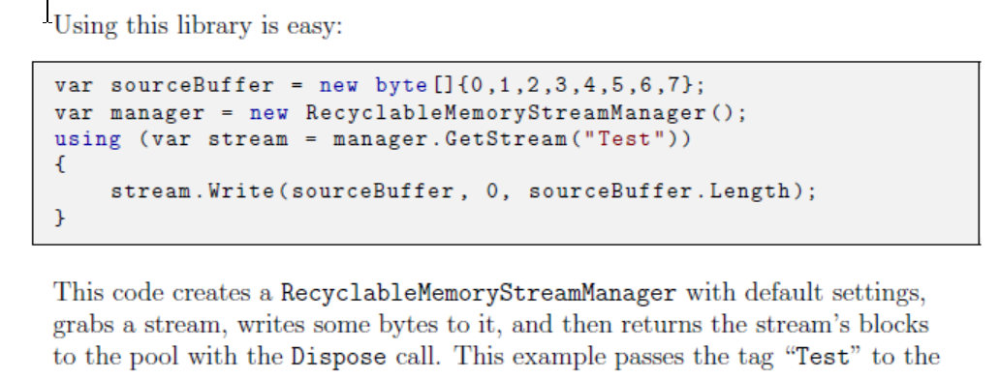 Using this library is easy:
var sourceBuffer = new byte[]{0,1,2,3,4,5,6,7};
var manager = new RecyclableMemoryStreamManager();
using (var stream = manager.GetStream("Test"))
{
    stream.Write(sourceBuffer, 0, sourceBuffer.Length);
}
This code creates a RecyclableMemoryStreamManager with default settings,
grabs a stream, writes some bytes to it, and then returns the stream’s blocks
to the pool with the Dispose call. This example passes the tag “Test” to the